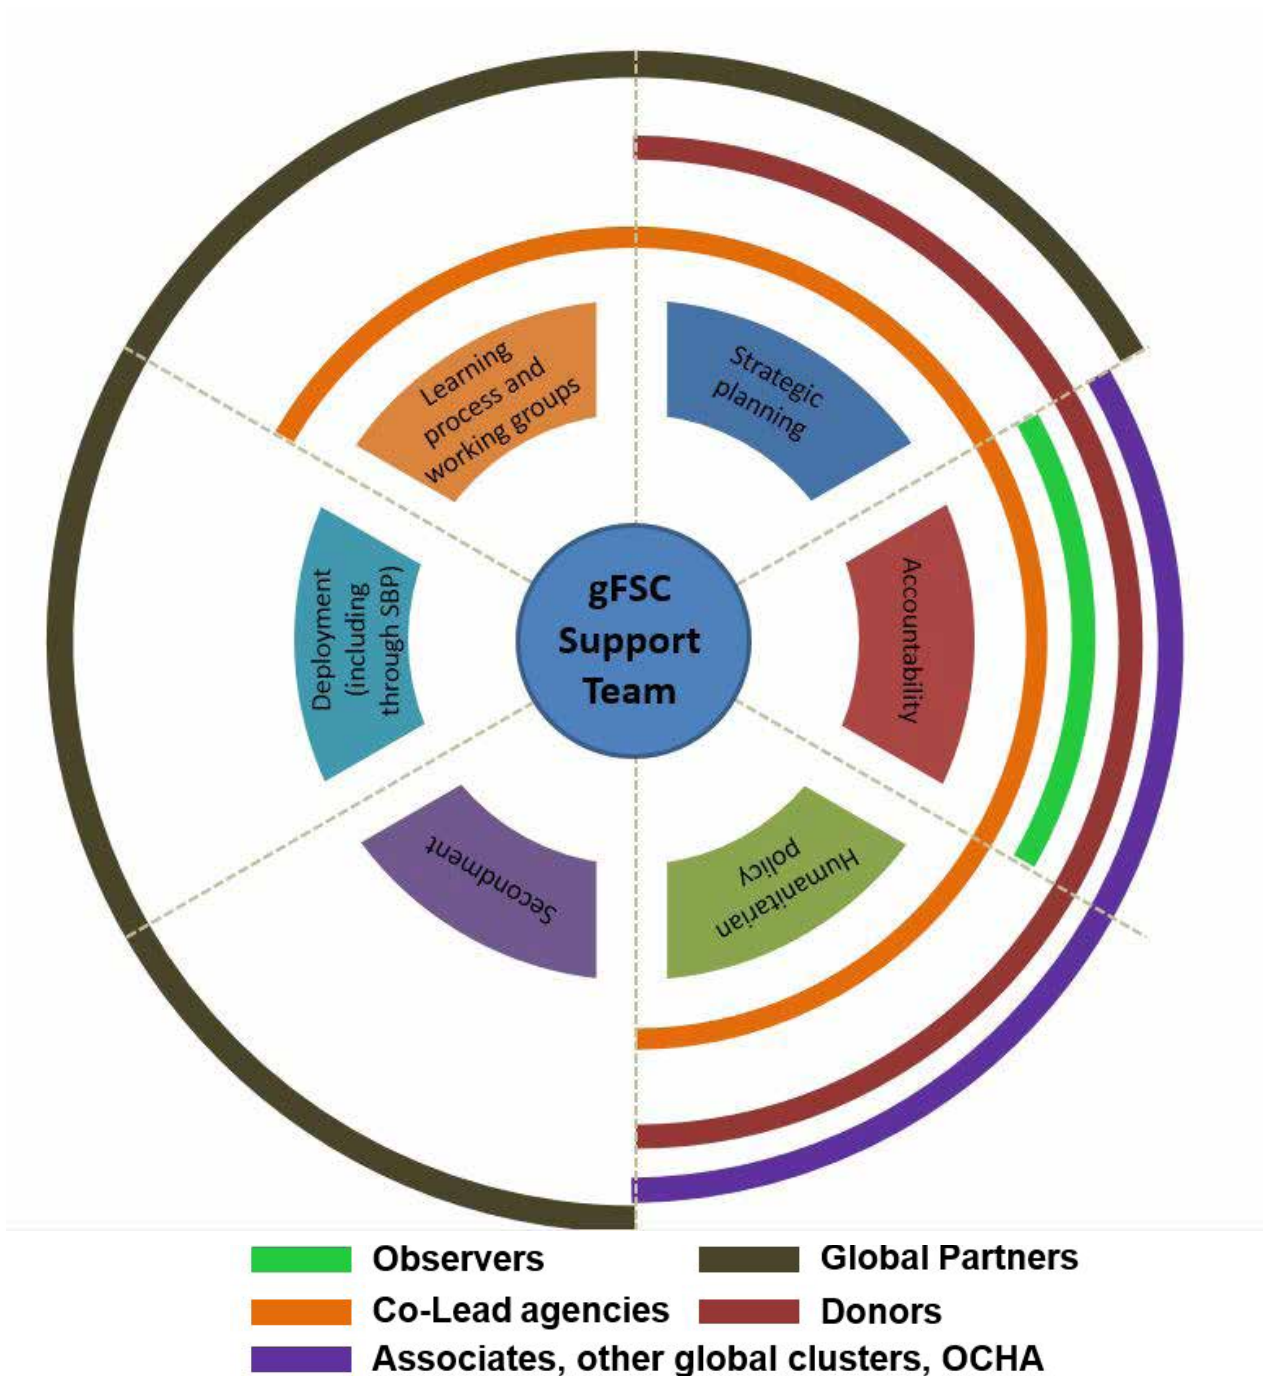 Learning
process and
working groups
Strategic
planning
Deployment
(including
through SBP)
gFSC
Support
Team
Accountability
Secondment
Humanitarian
policy
Observers
Global Partners
Co-Lead agencies
Donors
Associates, other global clusters, OCHA